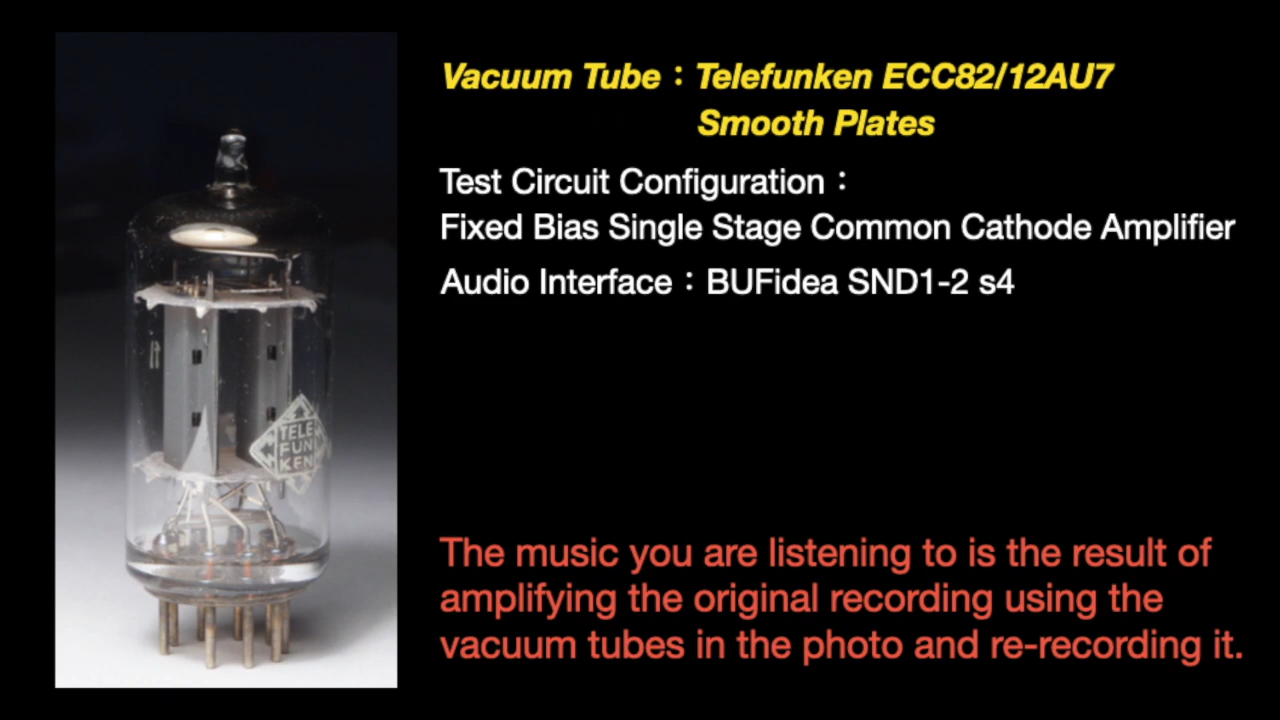 Vacuum Tube：Telefunken ECC82/12AU7
Smooth Plates
Test Circuit Configuration：
Fixed Bias Single Stage Common Cathode Amplifier
Audio Interface：BUFidea SND1-2 s4
TELE
FUN
KEN
The music you are listening to is the result of
amplifying the original recording using the
vacuum tubes in the photo and re-recording it.